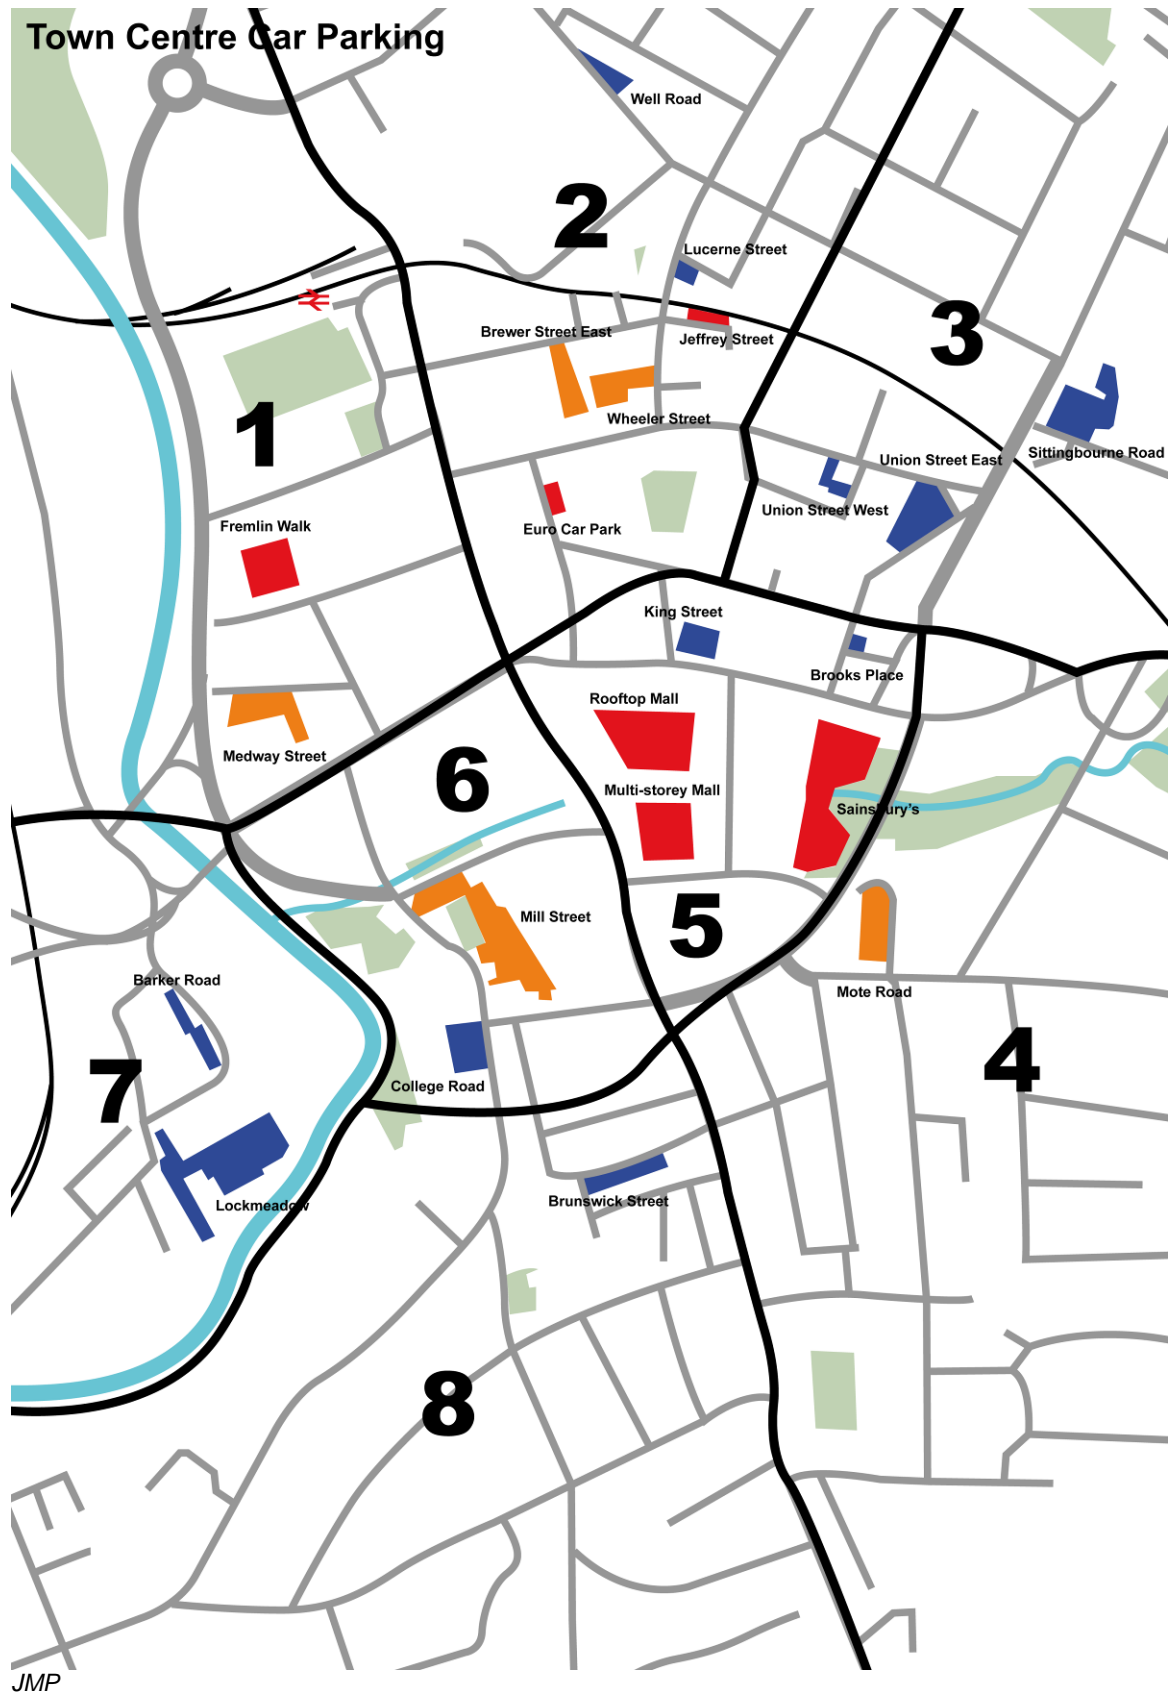 Town Centre Car Parking
Well Road
2
Lucerne Street
3
Brewer Street East
Jeffrey Street
1
Wheeler Street
Sittingbourne Road
Union Street East
Union Street West
Fremlin Walk
Euro Car Park
King Street
Brooks Place
Rooftop Mall
Medway Street
6
Multi-storey Mall
Sainsbury's
5
Mill Street
Barker Road
Mote Road
4
7
College Road
Brunswick Street
Lockmeadow
8
JMP